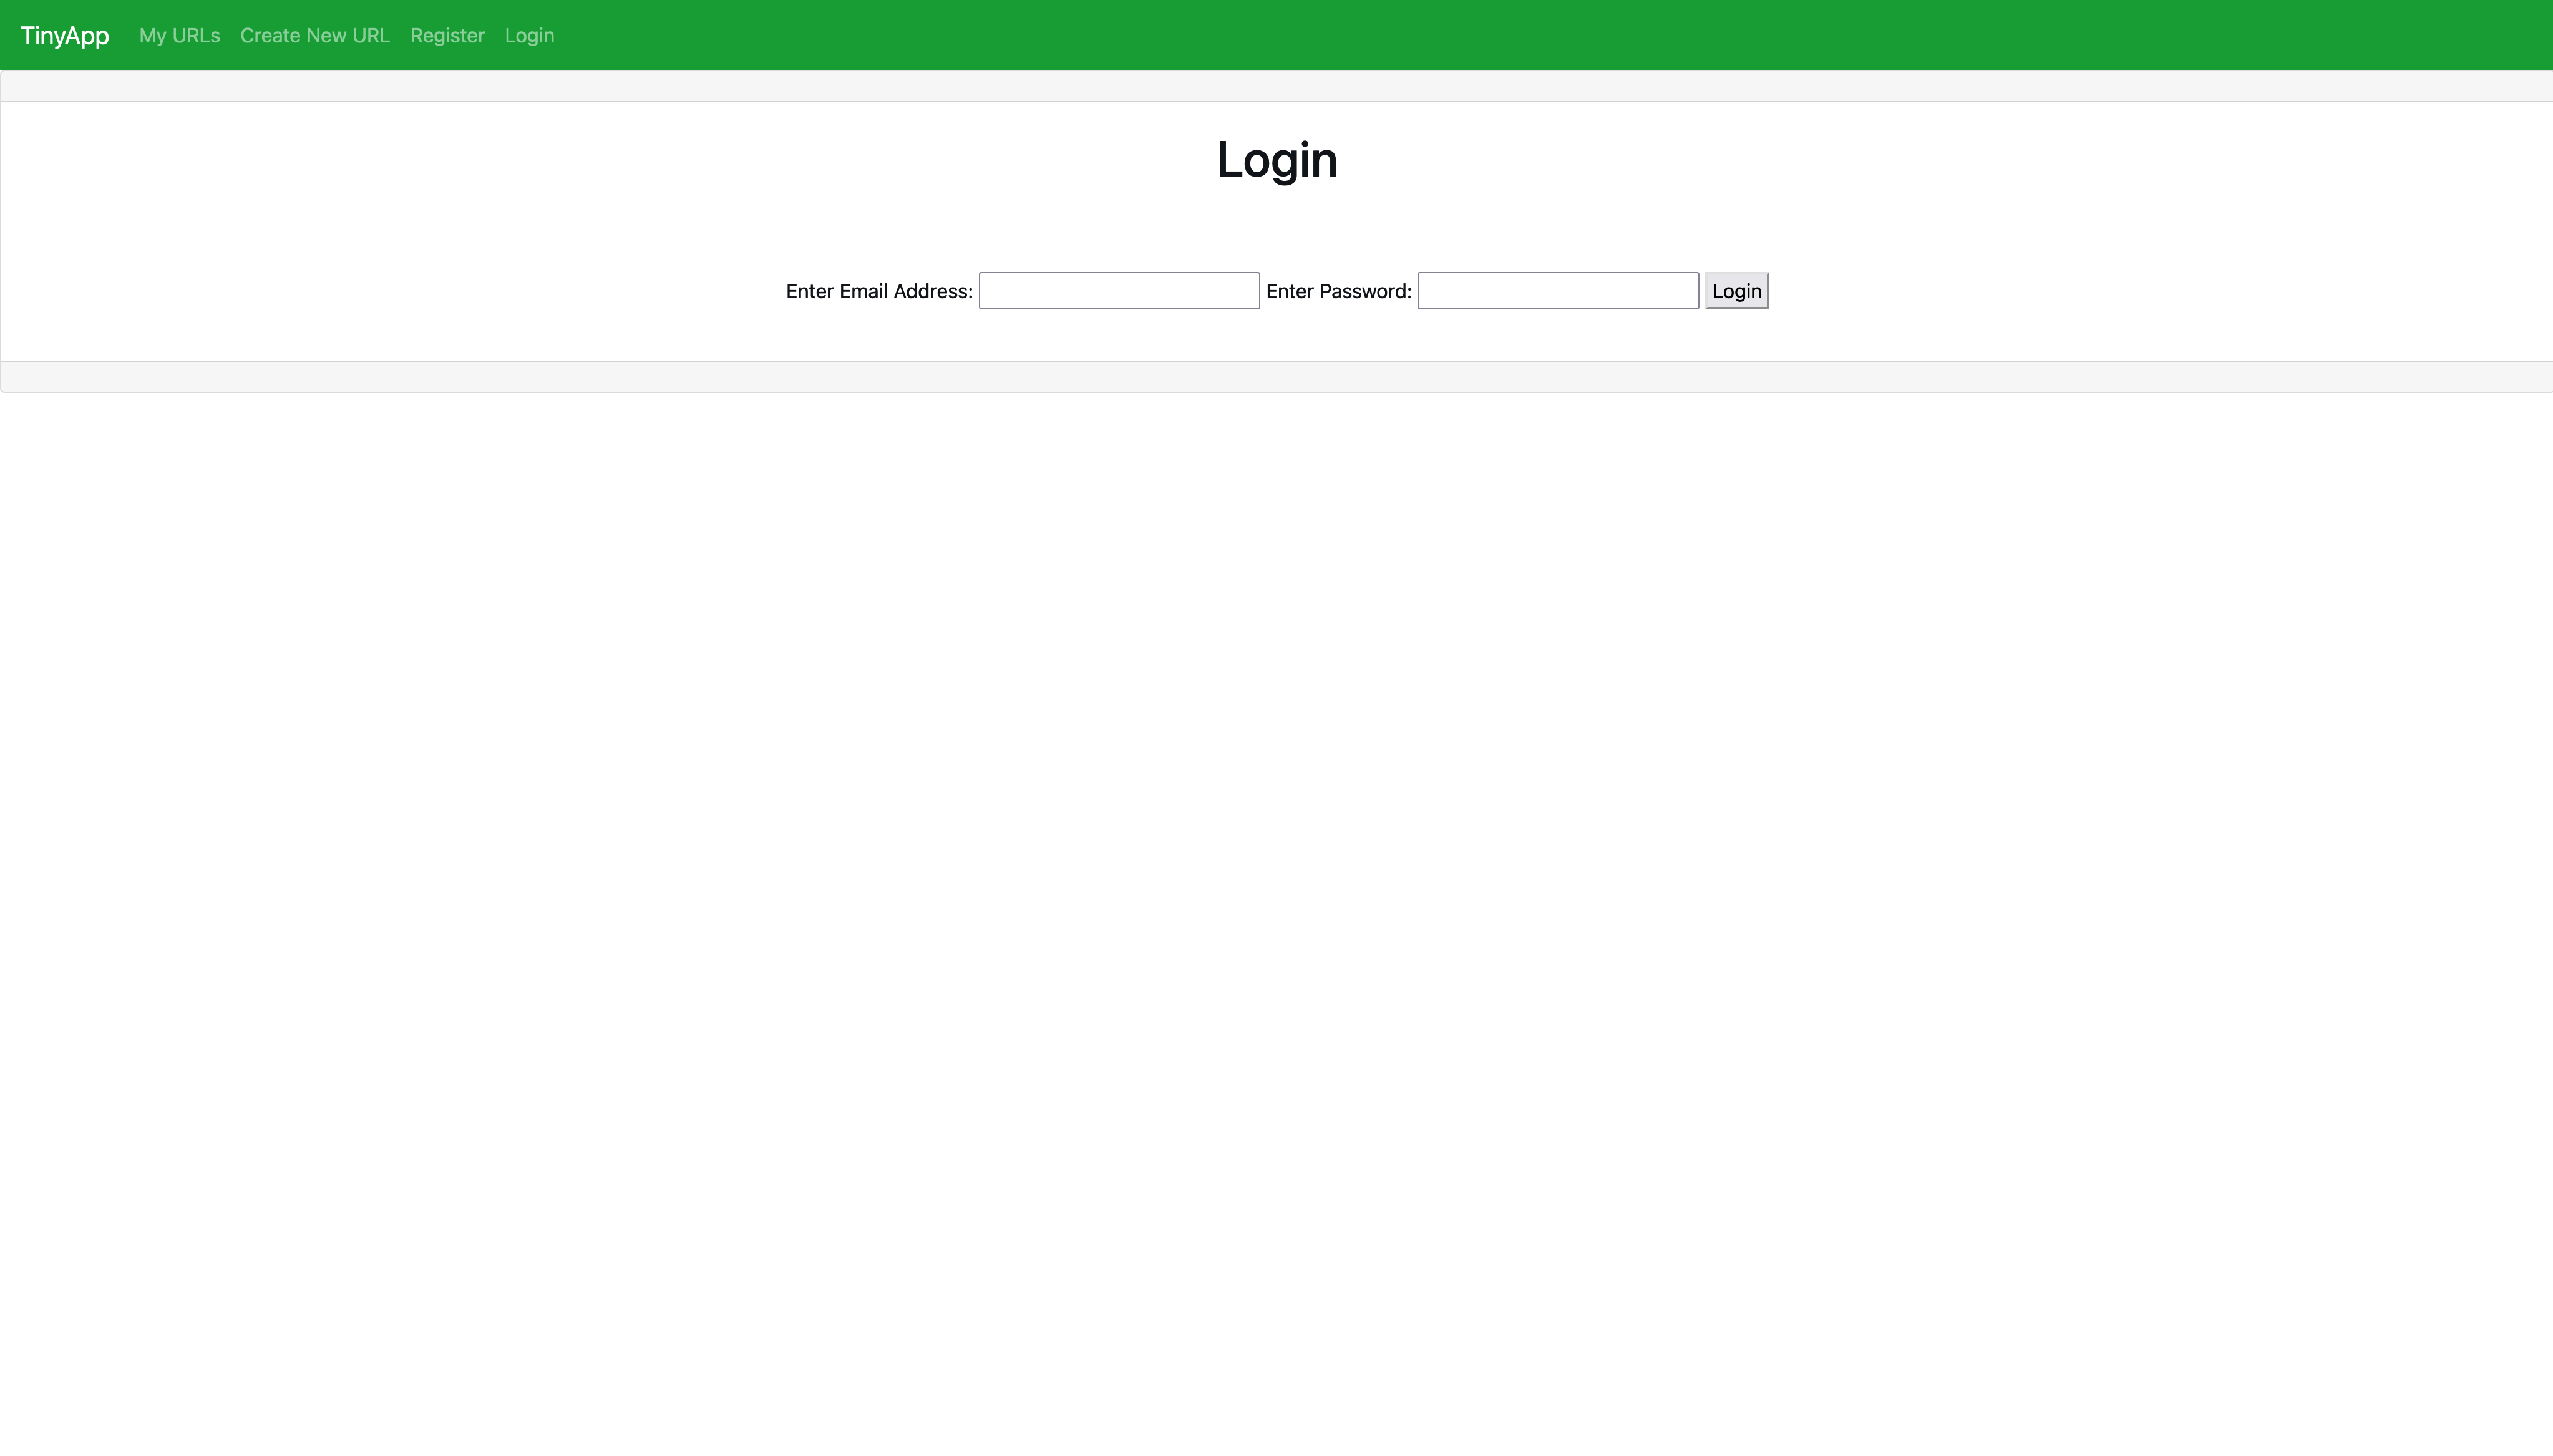 TinyApp My URLs Create New URL Register Login
Login
Enter Email Address: Enter Password: Login